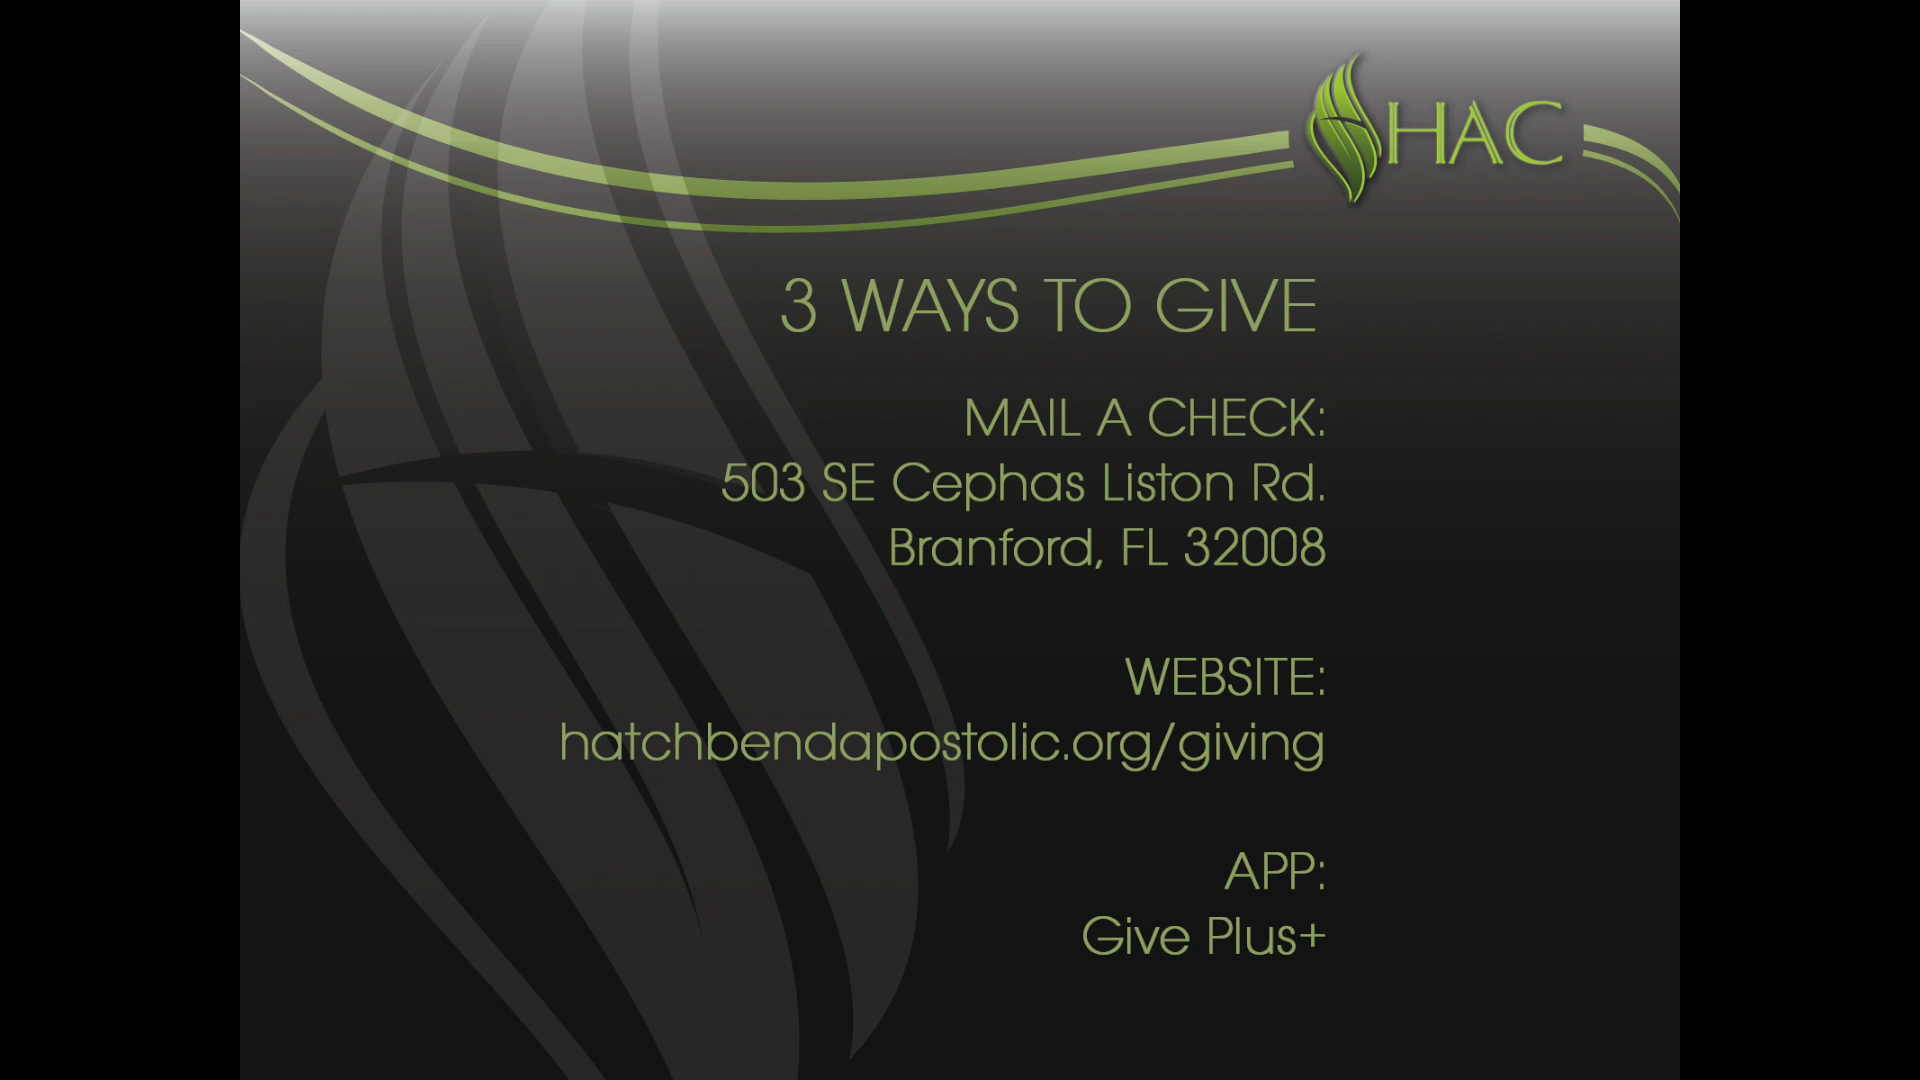 HAC
3 WAYS TO GIVE
MAIL A CHECK:
503 SE Cephas Liston Rd.
Branford, FL 32008
WEBSITE:
hatchbendapostolic.org/giving
APP:
Give Plus+